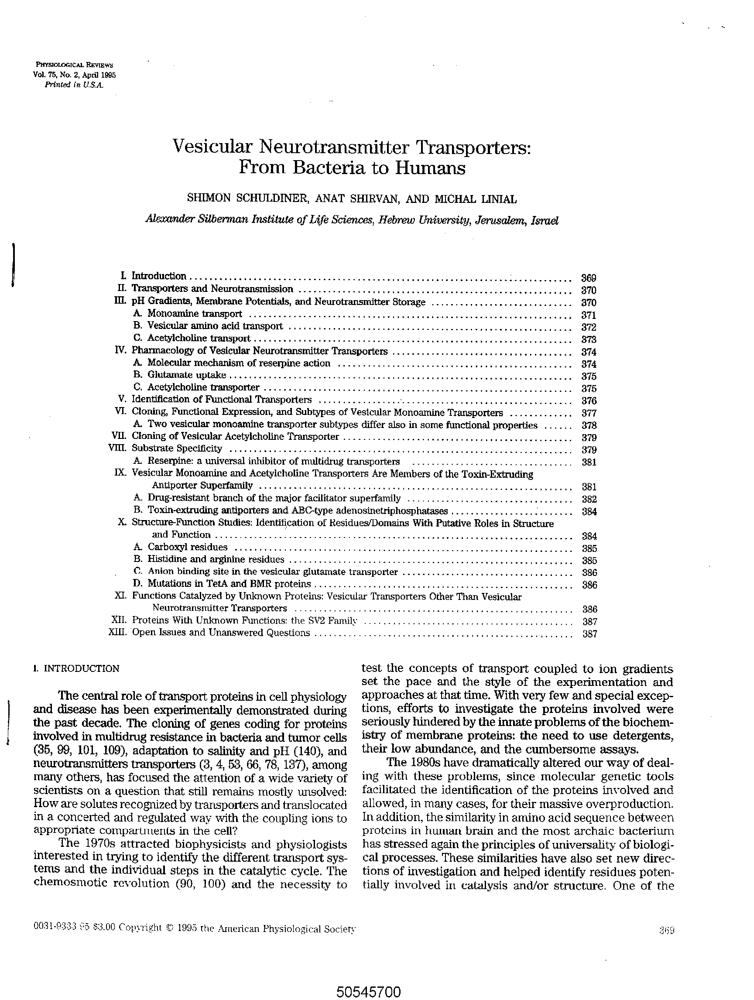 PHYSIOLOGICAL REVIEWS
Vol. 75, No. 2, April 1995
Printed in U.S.A.
Vesicular Neurotransmitter Transporters:
From Bacteria to Humans
SHIMON SCHULDINER, ANAT SHIRVAN, AND MICHAL LINIAL
Alexander Silberman Institute of Life Sciences, Hebrew University, Jerusalem, Israel
I. Introduction ........ 369
II. Transporters and Neurotransmission ........ 370
III. pH Gradients, Membrane Potentials, and Neurotransmitter Storage ........ 370
A. Monoamine transport ........ 371
B. Vesicular amino acid transport ........ 372
C. Acetylcholine transport ........ 373
IV. Pharmacology of Vesicular Neurotransmitter Transporters ........ 374
A. Molecular mechanism of reserpine action ........ 374
B. Glutamate uptake ........ 375
C. Acetylcholine transporter ........ 375
V. Identification of Functional Transporters ........ 376
VI. Cloning, Functional Expression, and Subtypes of Vesicular Monoamine Transporters ........ 377
A. Two vesicular monoamine transporter subtypes differ also in some functional properties ...... 378
VII. Cloning of Vesicular Acetylcholine Transporter ........ 379
VIII. Substrate Specificity ........ 379
A. Reserpine: a universal inhibitor of multidrug transporters ........ 381
IX. Vesicular Monoamine and Acetylcholine Transporters Are Members of the Toxin-Extruding
Antiporter Superfamily ........ 381
A. Drug-resistant branch of the major facilitator superfamily ........ 382
B. Toxin-extruding antiporters and ABC-type adenosinetriphosphatases ........ 384
X. Structure-Function Studies: Identification of Residues/Domains With Putative Roles in Structure
and Function ........ 384
A. Carboxyl residues ........ 385
B. Histidine and arginine residues ........ 385
C. Anion binding site in the vesicular glutamate transporter ........ 386
D. Mutations in TetA and BMR proteins ........ 386
XI. Functions Catalyzed by Unknown Proteins: Vesicular Transporters Other Than Vesicular
Neurotransmitter Transporters ........ 386
XII. Proteins With Unknown Functions: the SV2 Family ........ 387
XIII. Open Issues and Unanswered Questions ........ 387
I. INTRODUCTION
The central role of transport proteins in cell physiology
and disease has been experimentally demonstrated during
the past decade. The cloning of genes coding for proteins
involved in multidrug resistance in bacteria and tumor cells
(35, 99, 101, 109), adaptation to salinity and pH (140), and
neurotransmitters transporters (3, 4, 53, 66, 78, 137), among
many others, has focused the attention of a wide variety of
scientists on a question that still remains mostly unsolved:
How are solutes recognized by transporters and translocated
in a concerted and regulated way with the coupling ions to
appropriate compartments in the cell?
The 1970s attracted biophysicists and physiologists
interested in trying to identify the different transport sys-
tems and the individual steps in the catalytic cycle. The
chemosmotic revolution (90, 100) and the necessity to
test the concepts of transport coupled to ion gradients
set the pace and the style of the experimentation and
approaches at that time. With very few and special excep-
tions, efforts to investigate the proteins involved were
seriously hindered by the innate problems of the biochem-
istry of membrane proteins: the need to use detergents,
their low abundance, and the cumbersome assays.
The 1980s have dramatically altered our way of deal-
ing with these problems, since molecular genetic tools
facilitated the identification of the proteins involved and
allowed, in many cases, for their massive overproduction.
In addition, the similarity in amino acid sequence between
proteins in human brain and the most archaic bacterium
has stressed again the principles of universality of biologi-
cal processes. These similarities have also set new direc-
tions of investigation and helped identify residues poten-
tially involved in catalysis and/or structure. One of the
0031-9333/95 $3.00 Copyright © 1995 the American Physiological Society
369
50545700